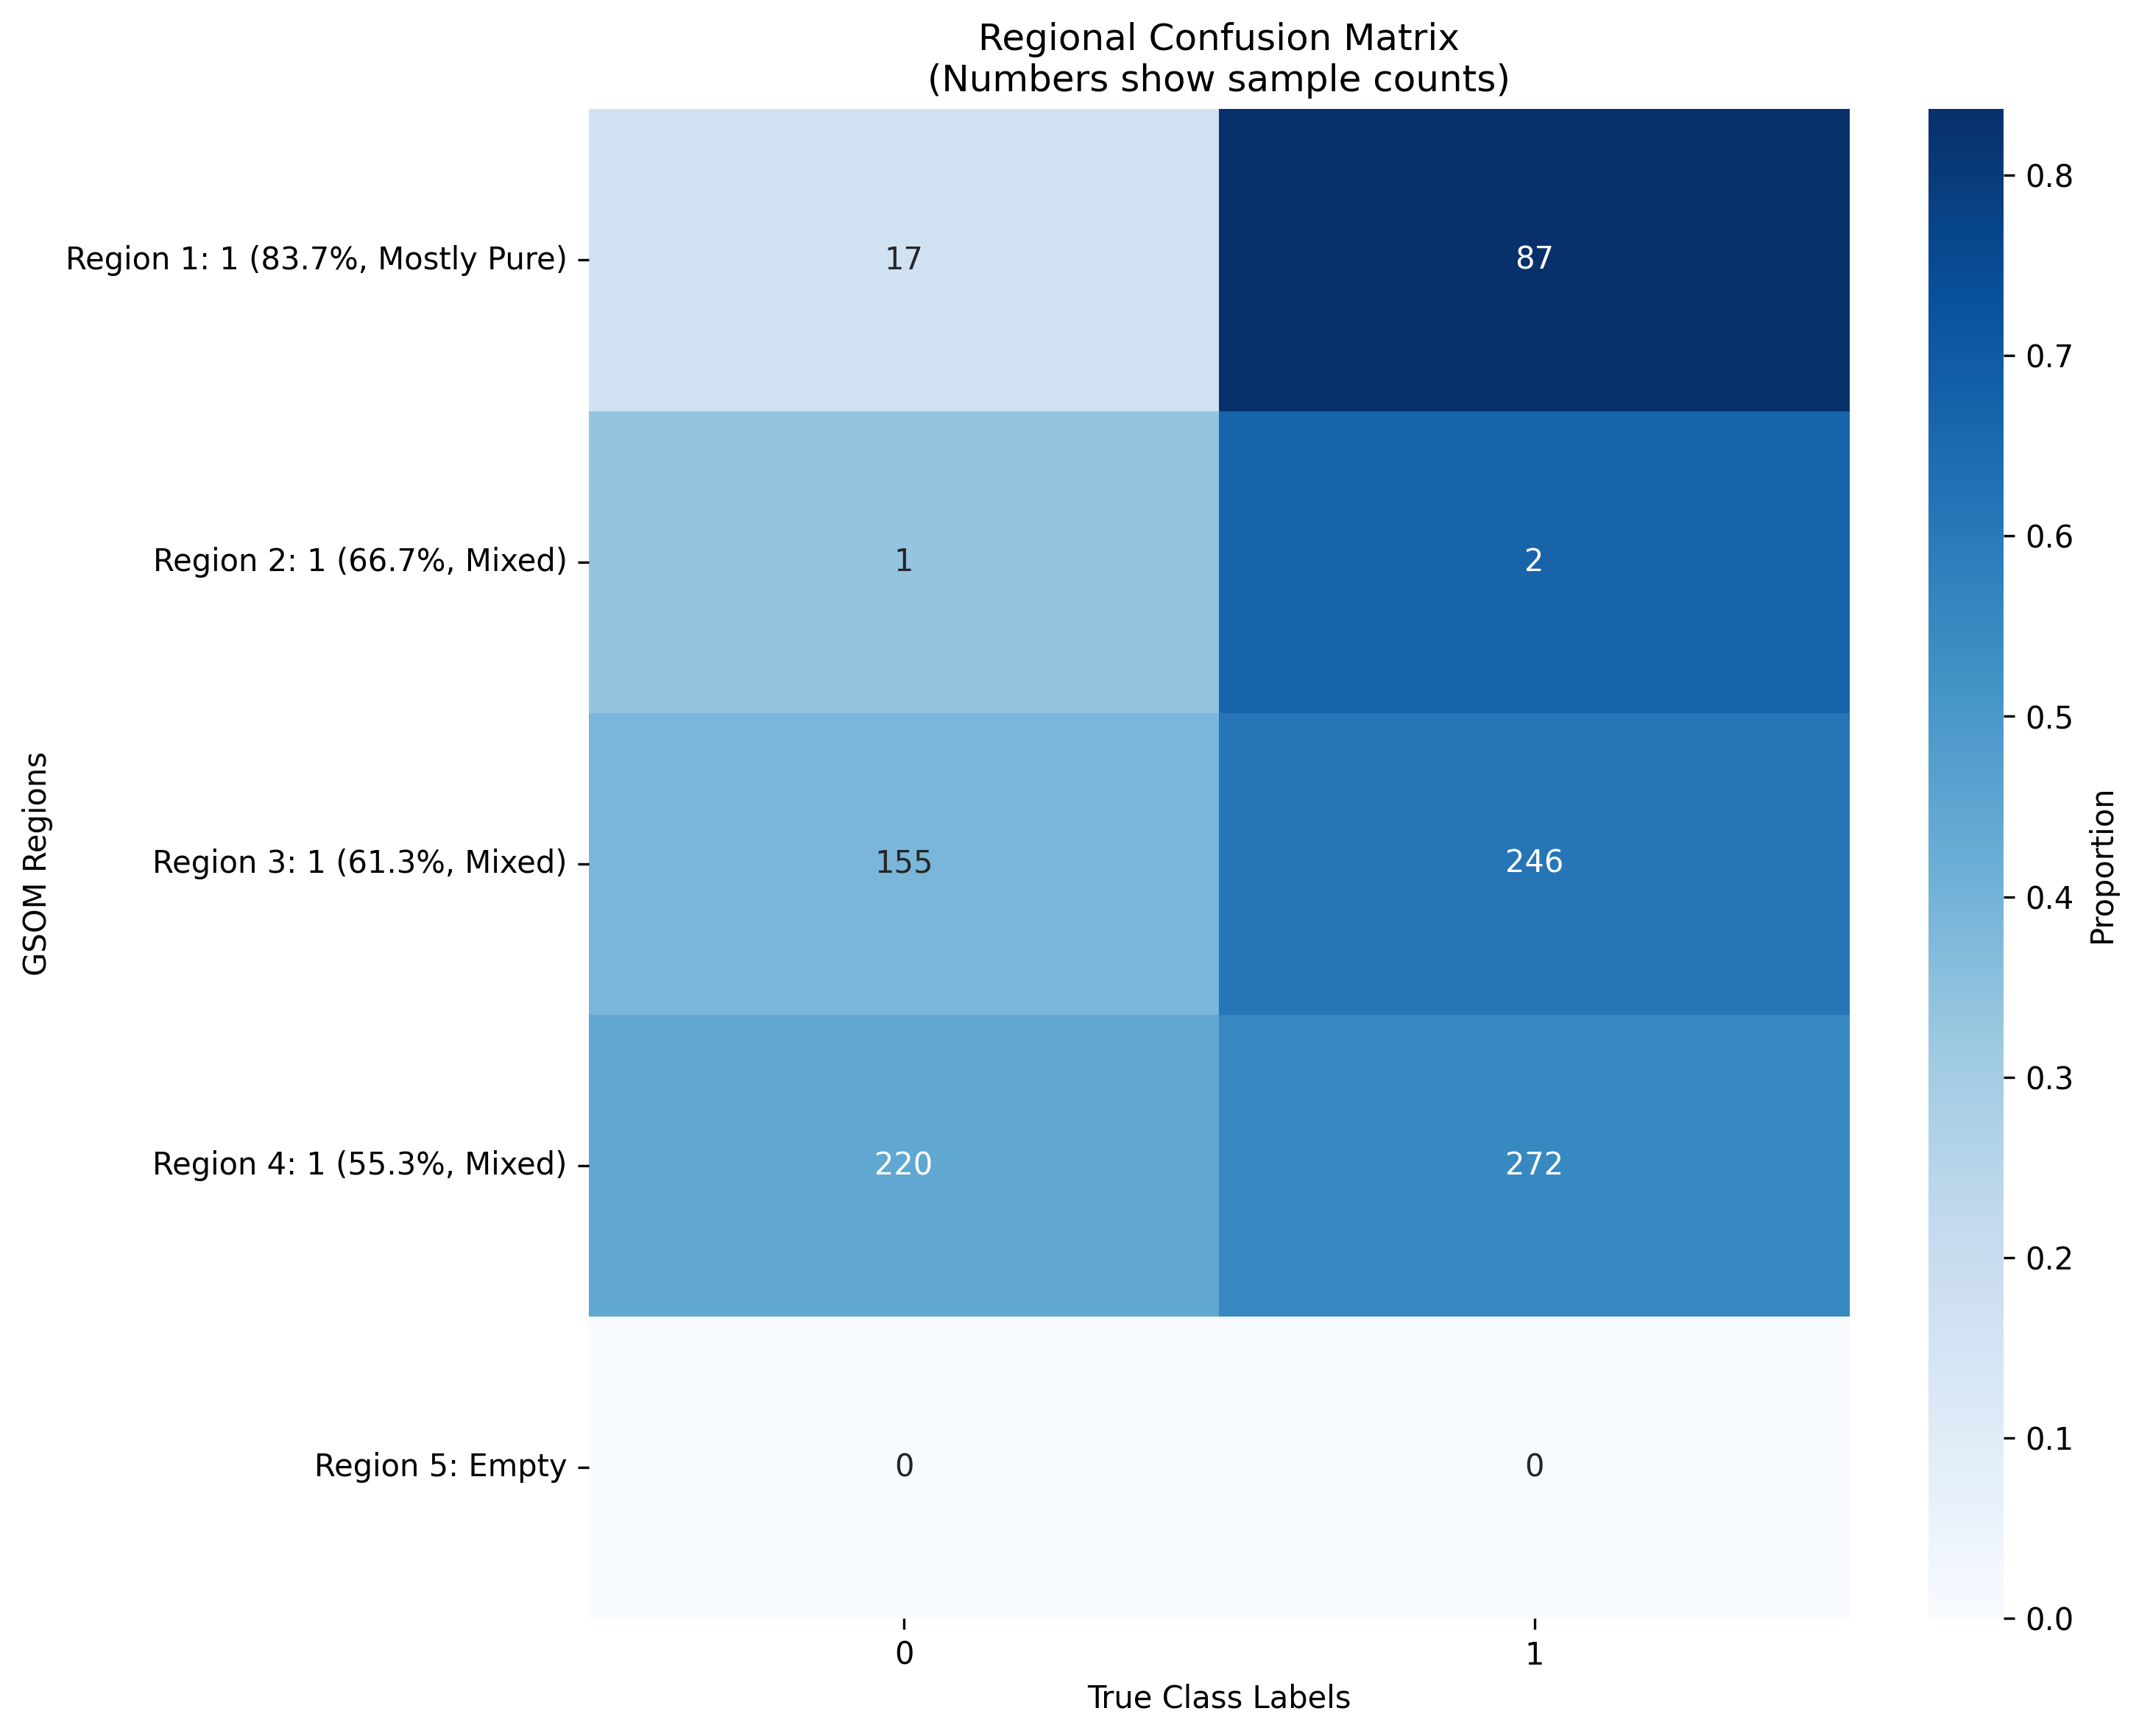 Regional Confusion Matrix
(Numbers show sample counts)
Region 1: 1 (83.7%, Mostly Pure)
17
87
Region 2: 1 (66.7%, Mixed)
1
2
Region 3: 1 (61.3%, Mixed)
155
246
Region 4: 1 (55.3%, Mixed)
220
272
Region 5: Empty
0
0
GSOM Regions
0
1
True Class Labels
0.8
0.7
0.6
0.5
0.4
0.3
0.2
0.1
0.0
Proportion